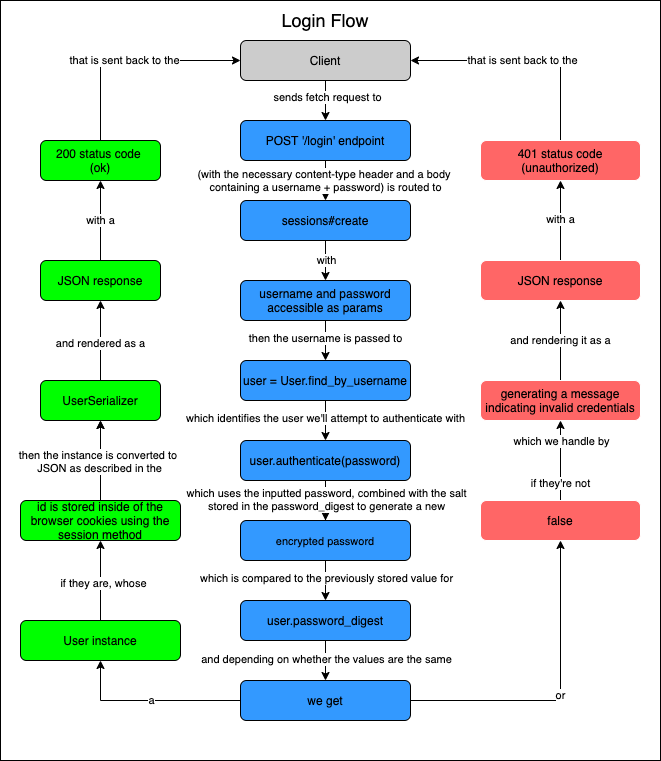 Login Flow
Client
sends fetch request to
POST '/login' endpoint
(with the necessary content-type header and a body
containing a username + password) is routed to
sessions#create
with
username and password
accessible as params
then the username is passed to
user = User.find_by_username
which identifies the user we'll attempt to authenticate with
user.authenticate(password)
which uses the inputted password, combined with the salt
stored in the password_digest to generate a new
encrypted password
which is compared to the previously stored value for
user.password_digest
and depending on whether the values are the same
we get
a
User instance
if they are, whose
id is stored inside of the
browser cookies using the
session method
then the instance is converted to
JSON as described in the
UserSerializer
and rendered as a
JSON response
with a
200 status code
(ok)
that is sent back to the
or
false
if they're not
which we handle by
generating a message
indicating invalid credentials
and rendering it as a
JSON response
with a
401 status code
(unauthorized)
that is sent back to the